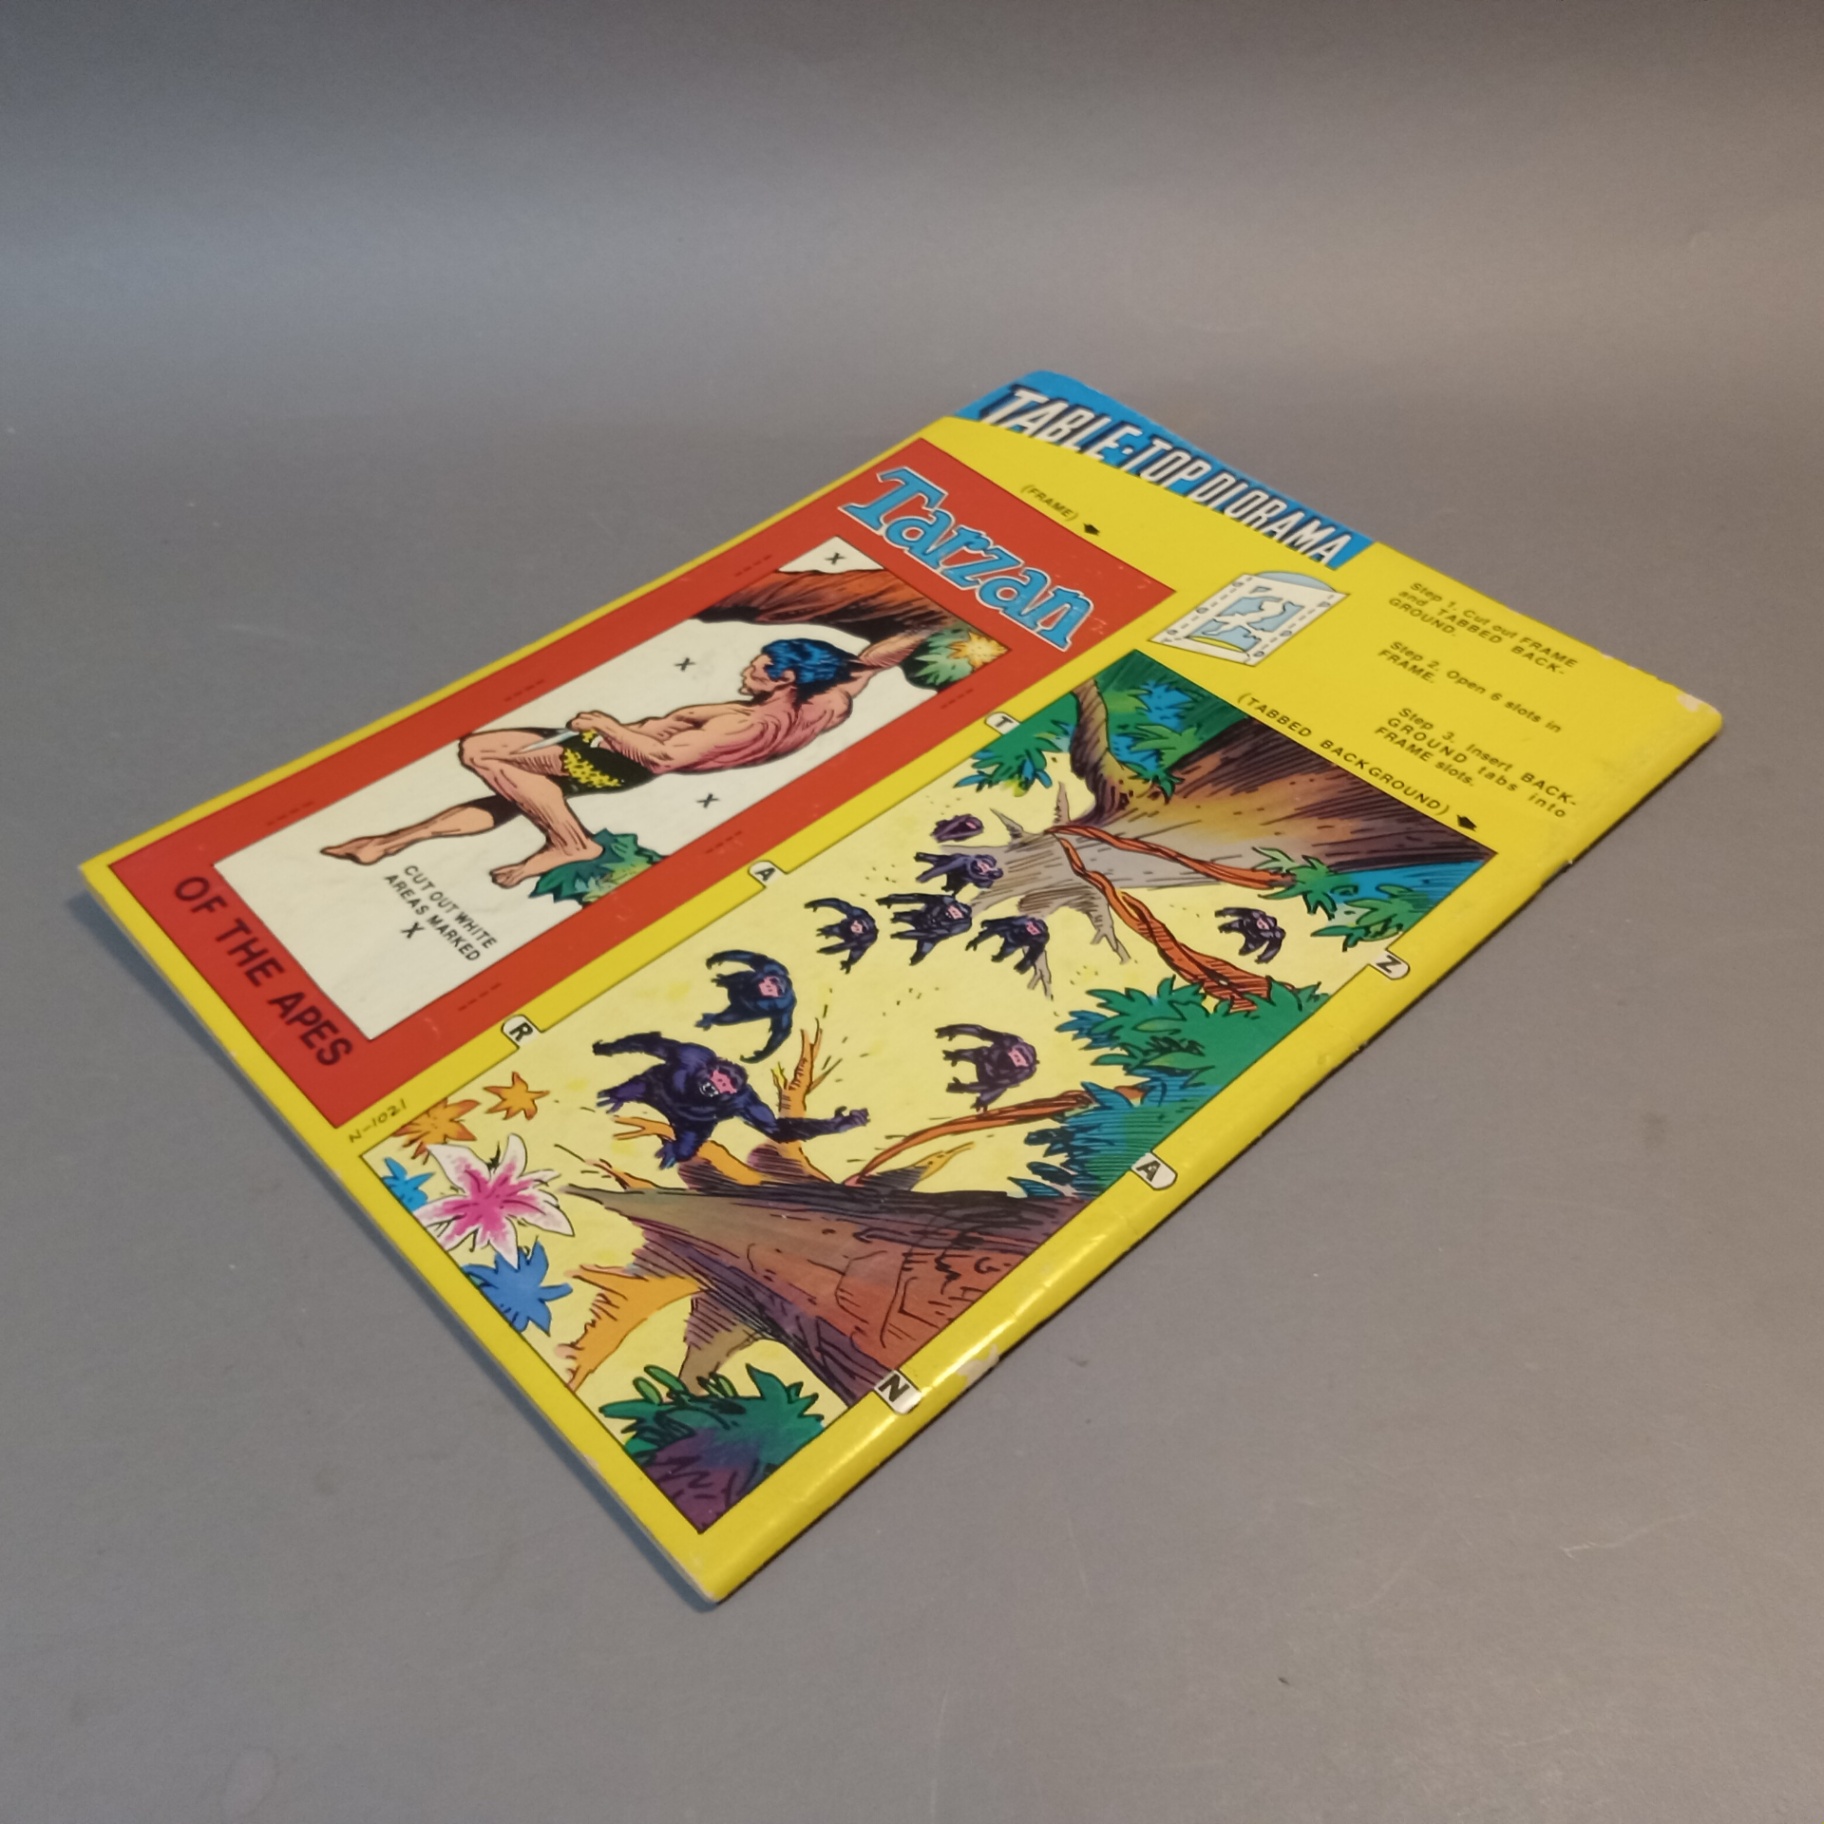 TABLE·TOP DIORAMA
Step 1. Cut out FRAME
and TABBED BACK-
GROUND.
Step 2. Open 6 slots in
FRAME.
Step 3. Insert BACK-
GROUND tabs into
FRAME slots.
(FRAME)
Tarzan
X
X
X
CUT OUT WHITE
AREAS MARKED
X
OF THE APES
N-1021
(TABBED BACKGROUND)
T
A
R
Z
A
N